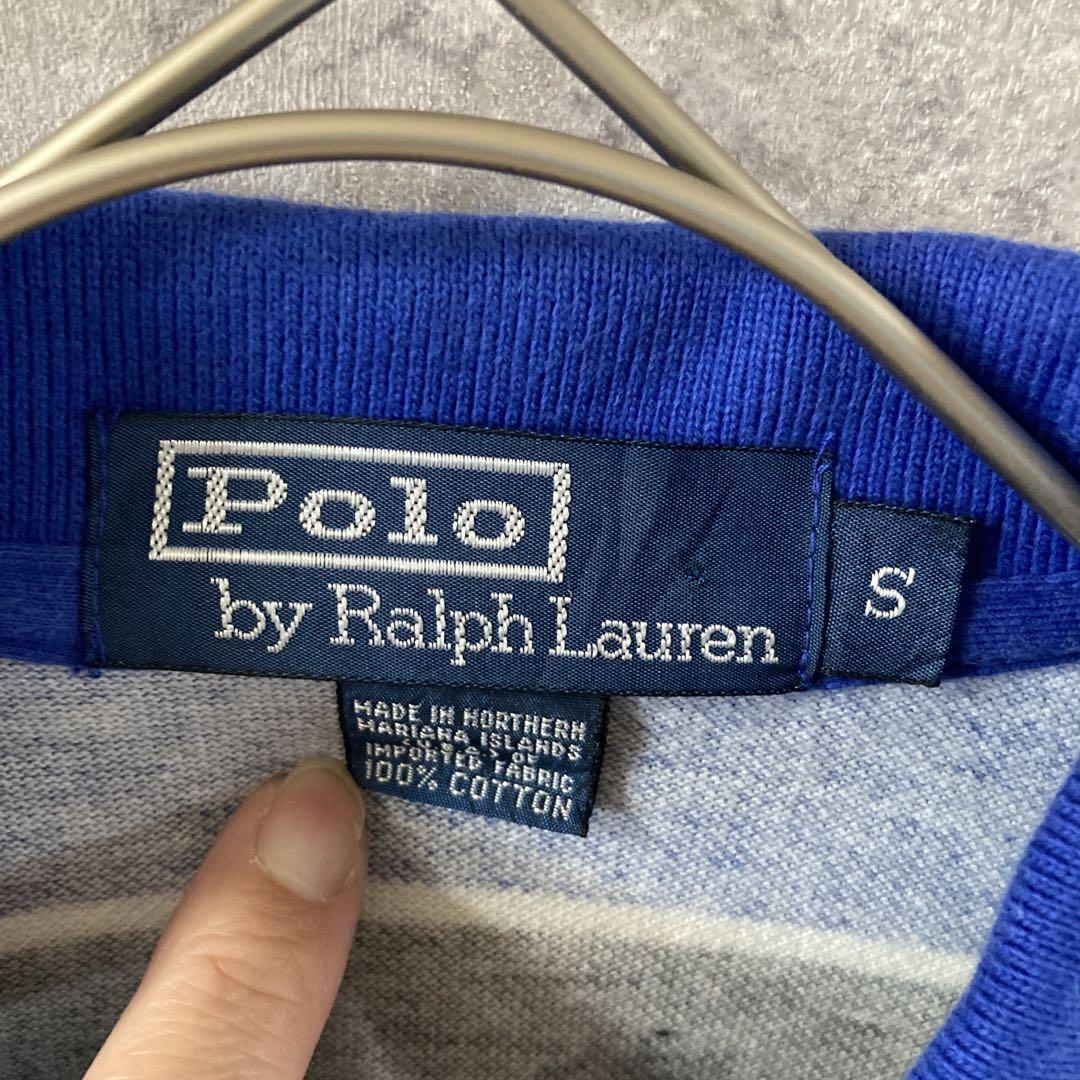 Polo
by Ralph Lauren
S
MADE IN NORTHERN
MARIANA ISLANDS
(U.S.A.) OF
IMPORTED FABRIC
100% COTTON